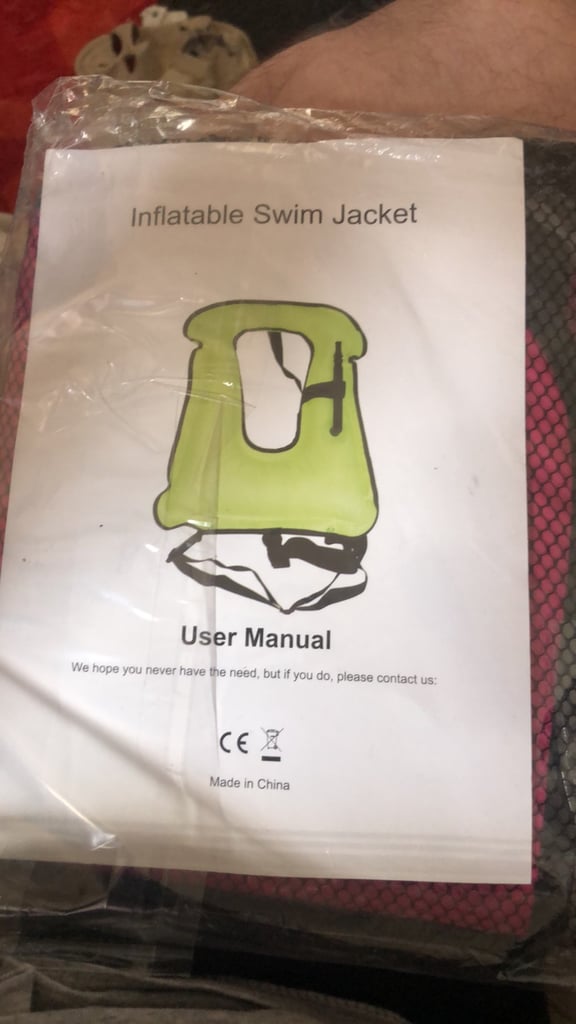 Inflatable Swim Jacket
User Manual
We hope you never have the need, but if you do, please contact us:
CE
Made in China